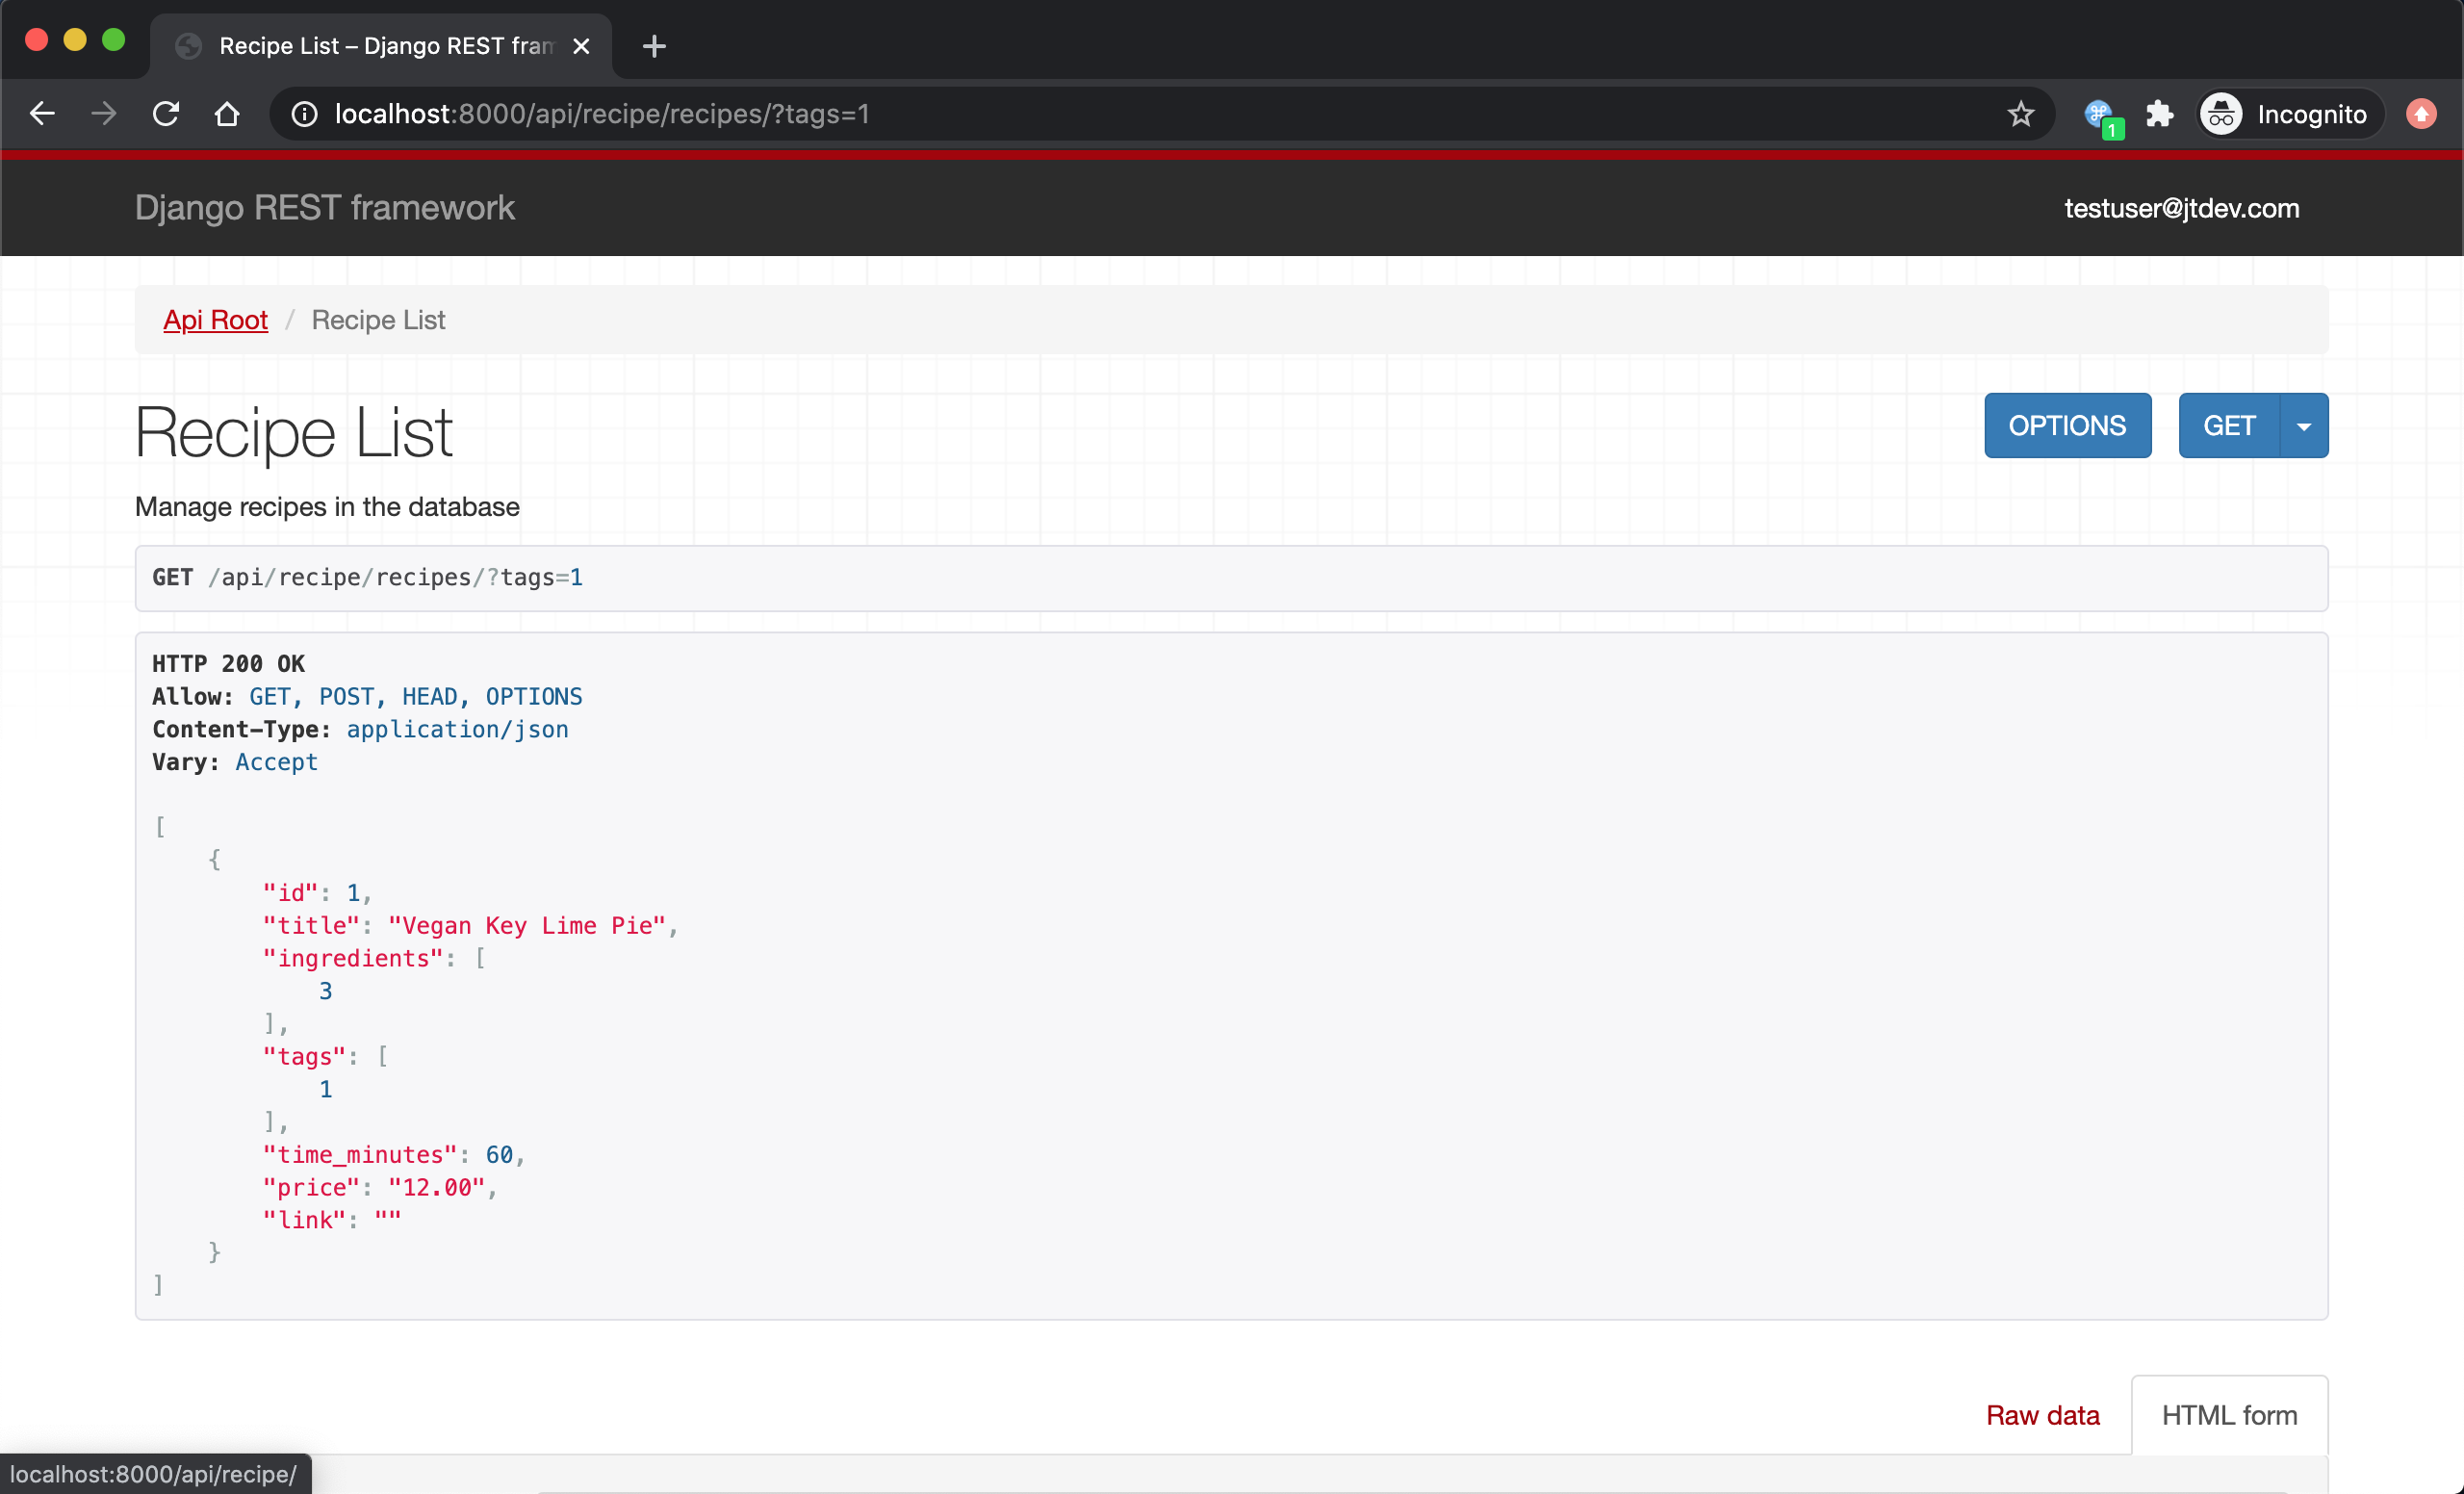 Recipe List – Django REST fram
localhost:8000/api/recipe/recipes/?tags=1
1
Incognito
Django REST framework
testuser@jtdev.com
Api Root / Recipe List
Recipe List
OPTIONS
GET
Manage recipes in the database
GET /api/recipe/recipes/?tags=1
HTTP 200 OK
Allow: GET, POST, HEAD, OPTIONS
Content-Type: application/json
Vary: Accept
[
    {
        "id": 1,
        "title": "Vegan Key Lime Pie",
        "ingredients": [
            3
        ],
        "tags": [
            1
        ],
        "time_minutes": 60,
        "price": "12.00",
        "link": ""
    }
]
Raw data
HTML form
localhost:8000/api/recipe/